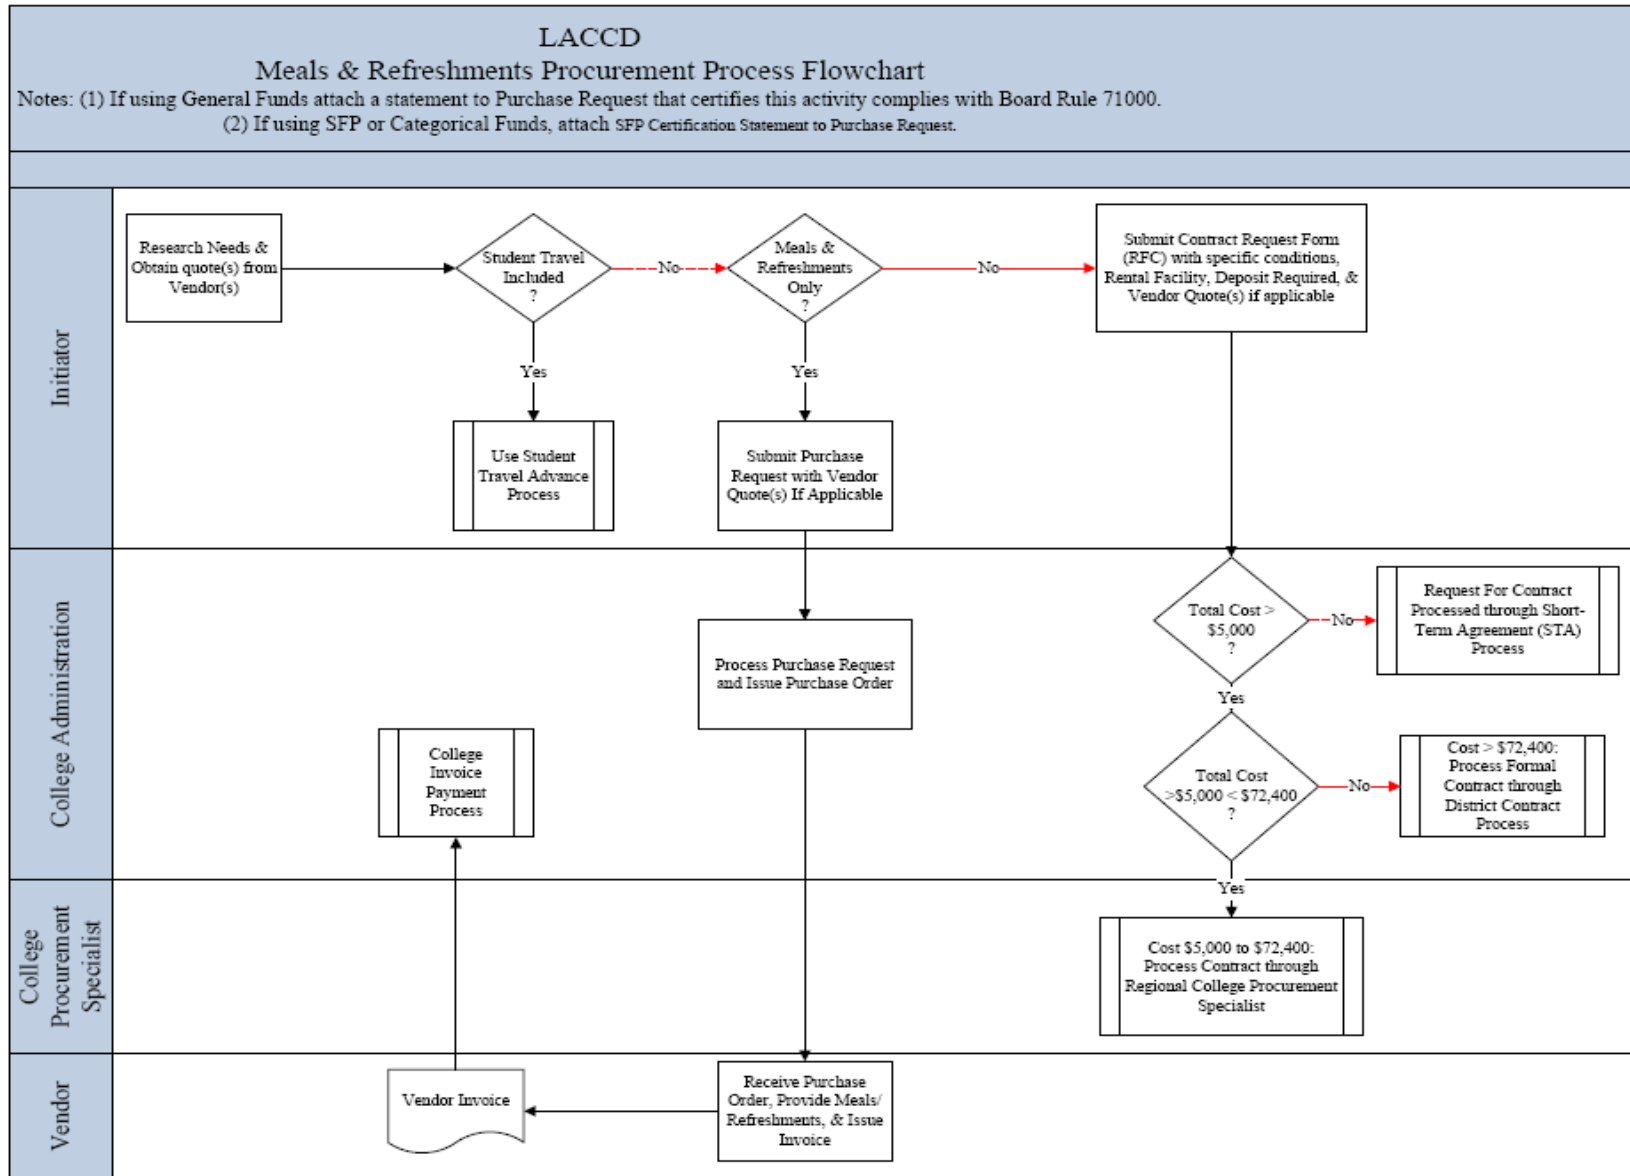 LACCD
Meals & Refreshments Procurement Process Flowchart
Notes: (1) If using General Funds attach a statement to Purchase Request that certifies this activity complies with Board Rule 71000.
(2) If using SFP or Categorical Funds, attach SFP Certification Statement to Purchase Request.
Initiator
Research Needs &
Obtain quote(s) from
Vendor(s)
Student Travel
Included
?
No
Meals &
Refreshments
Only
?
No
Submit Contract Request Form
(RFC) with specific conditions,
Rental Facility, Deposit Required, &
Vendor Quote(s) if applicable
Yes
Yes
Use Student
Travel Advance
Process
Submit Purchase
Request with Vendor
Quote(s) If Applicable
College Administration
Total Cost >
$5,000
?
No
Request For Contract
Processed through Short-
Term Agreement (STA)
Process
Process Purchase Request
and Issue Purchase Order
Yes
College
Invoice
Payment
Process
Total Cost
>$5,000 < $72,400
?
No
Cost > $72,400:
Process Formal
Contract through
District Contract
Process
Yes
College
Procurement
Specialist
Cost $5,000 to $72,400:
Process Contract through
Regional College Procurement
Specialist
Vendor
Vendor Invoice
Receive Purchase
Order, Provide Meals/
Refreshments, & Issue
Invoice